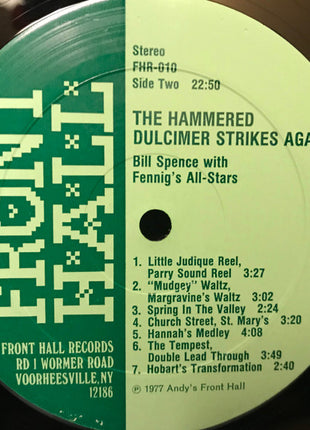 FRONT
HALL
Stereo
FHR-010
Side Two 22:50
THE HAMMERED
DULCIMER STRIKES AGA
Bill Spence with
Fennig's All-Stars
1. Little Judique Reel,
Parry Sound Reel 3:27
2. "Mudgey" Waltz,
Margravine's Waltz 3:02
3. Spring In The Valley 2:24
4. Church Street, St. Mary's 2:30
5. Hannah's Medley 4:08
6. The Tempest,
Double Lead Through 3:59
7. Hobart's Transformation 2:40
FRONT HALL RECORDS
RD 1 WORMER ROAD
VOORHEESVILLE, NY
12186
℗ 1977 Andy's Front Hall